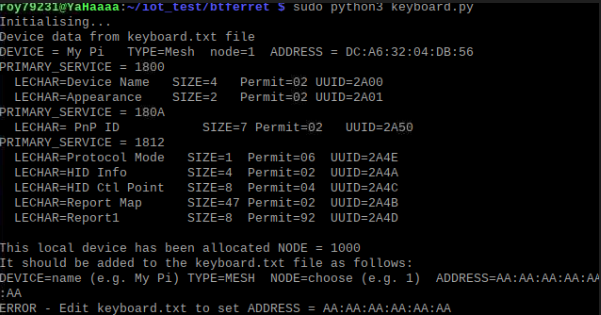 roy79231@YaHaaaa:~/iot_test/btferret $ sudo python3 keyboard.py
Initialising...
Device data from keyboard.txt file
DEVICE = My Pi   TYPE=Mesh  node=1  ADDRESS = DC:A6:32:04:DB:56
PRIMARY_SERVICE = 1800
  LECHAR=Device Name   SIZE=4   Permit=02 UUID=2A00
  LECHAR=Appearance    SIZE=2   Permit=02 UUID=2A01
PRIMARY_SERVICE = 180A
  LECHAR= PnP ID           SIZE=7 Permit=02   UUID=2A50
PRIMARY_SERVICE = 1812
  LECHAR=Protocol Mode   SIZE=1  Permit=06  UUID=2A4E
  LECHAR=HID Info        SIZE=4  Permit=02  UUID=2A4A
  LECHAR=HID Ctl Point   SIZE=8  Permit=04  UUID=2A4C
  LECHAR=Report Map      SIZE=47 Permit=02  UUID=2A4B
  LECHAR=Report1         SIZE=8  Permit=92  UUID=2A4D
This local device has been allocated NODE = 1000
It should be added to the keyboard.txt file as follows:
DEVICE=name (e.g. My Pi) TYPE=MESH  NODE=choose (e.g. 1)  ADDRESS=AA:AA:AA:AA:AA
:AA
ERROR - Edit keyboard.txt to set ADDRESS = AA:AA:AA:AA:AA:AA